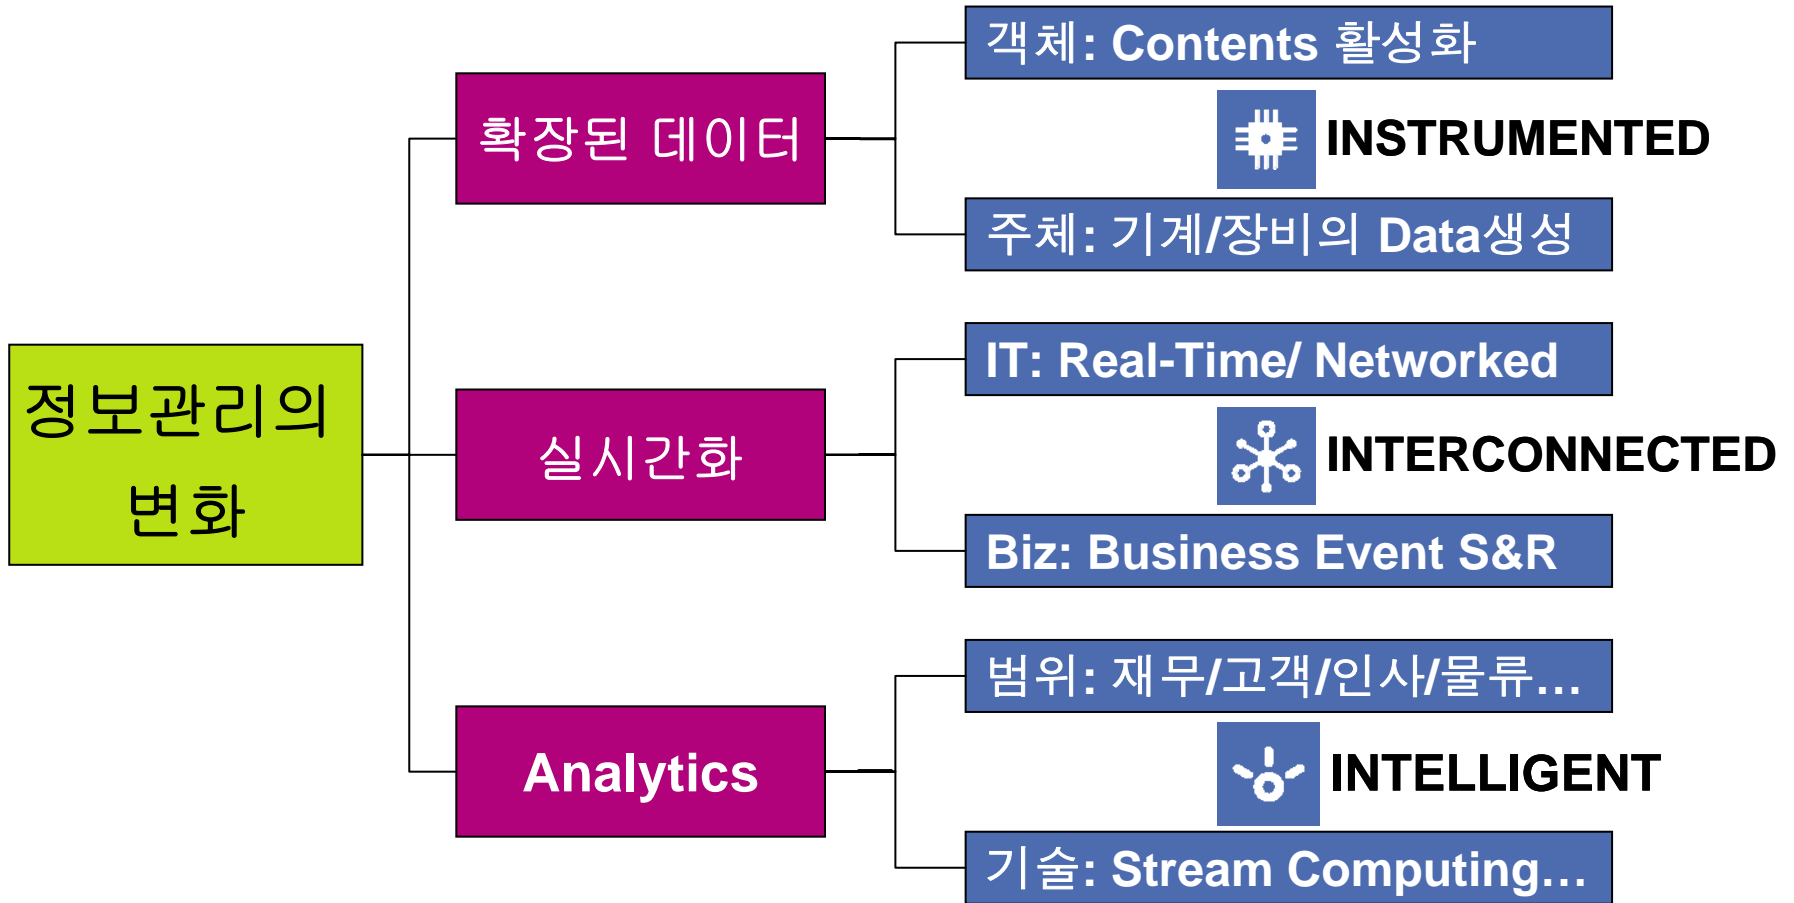 정보관리의
변화
확장된 데이터
객체: Contents 활성화
INSTRUMENTED
주체: 기계/장비의 Data생성
실시간화
IT: Real-Time/ Networked
INTERCONNECTED
Biz: Business Event S&R
Analytics
범위: 재무/고객/인사/물류...
INTELLIGENT
기술: Stream Computing...